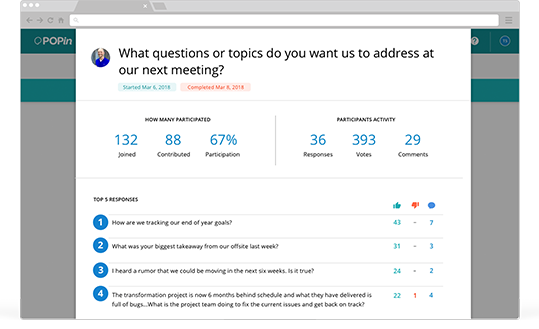 POPin
What questions or topics do you want us to address at
our next meeting?
Started Mar 6, 2018 Completed Mar 8, 2018
HOW MANY PARTICIPATED PARTICIPANTS ACTIVITY
132 88 67% 36 393 29
Joined Contributed Participation Responses Votes Comments
TOP 5 RESPONSES
1 How are we tracking our end of year goals? 43 – 7
2 What was your biggest takeaway from our offsite last week? 31 – 3
3 I heard a rumor that we could be moving in the next six weeks. Is it true? 24 – 2
4 The transformation project is now 6 months behind schedule and what they have delivered is 22 1 4
full of bugs...What is the project team doing to fix the current issues and get back on track?